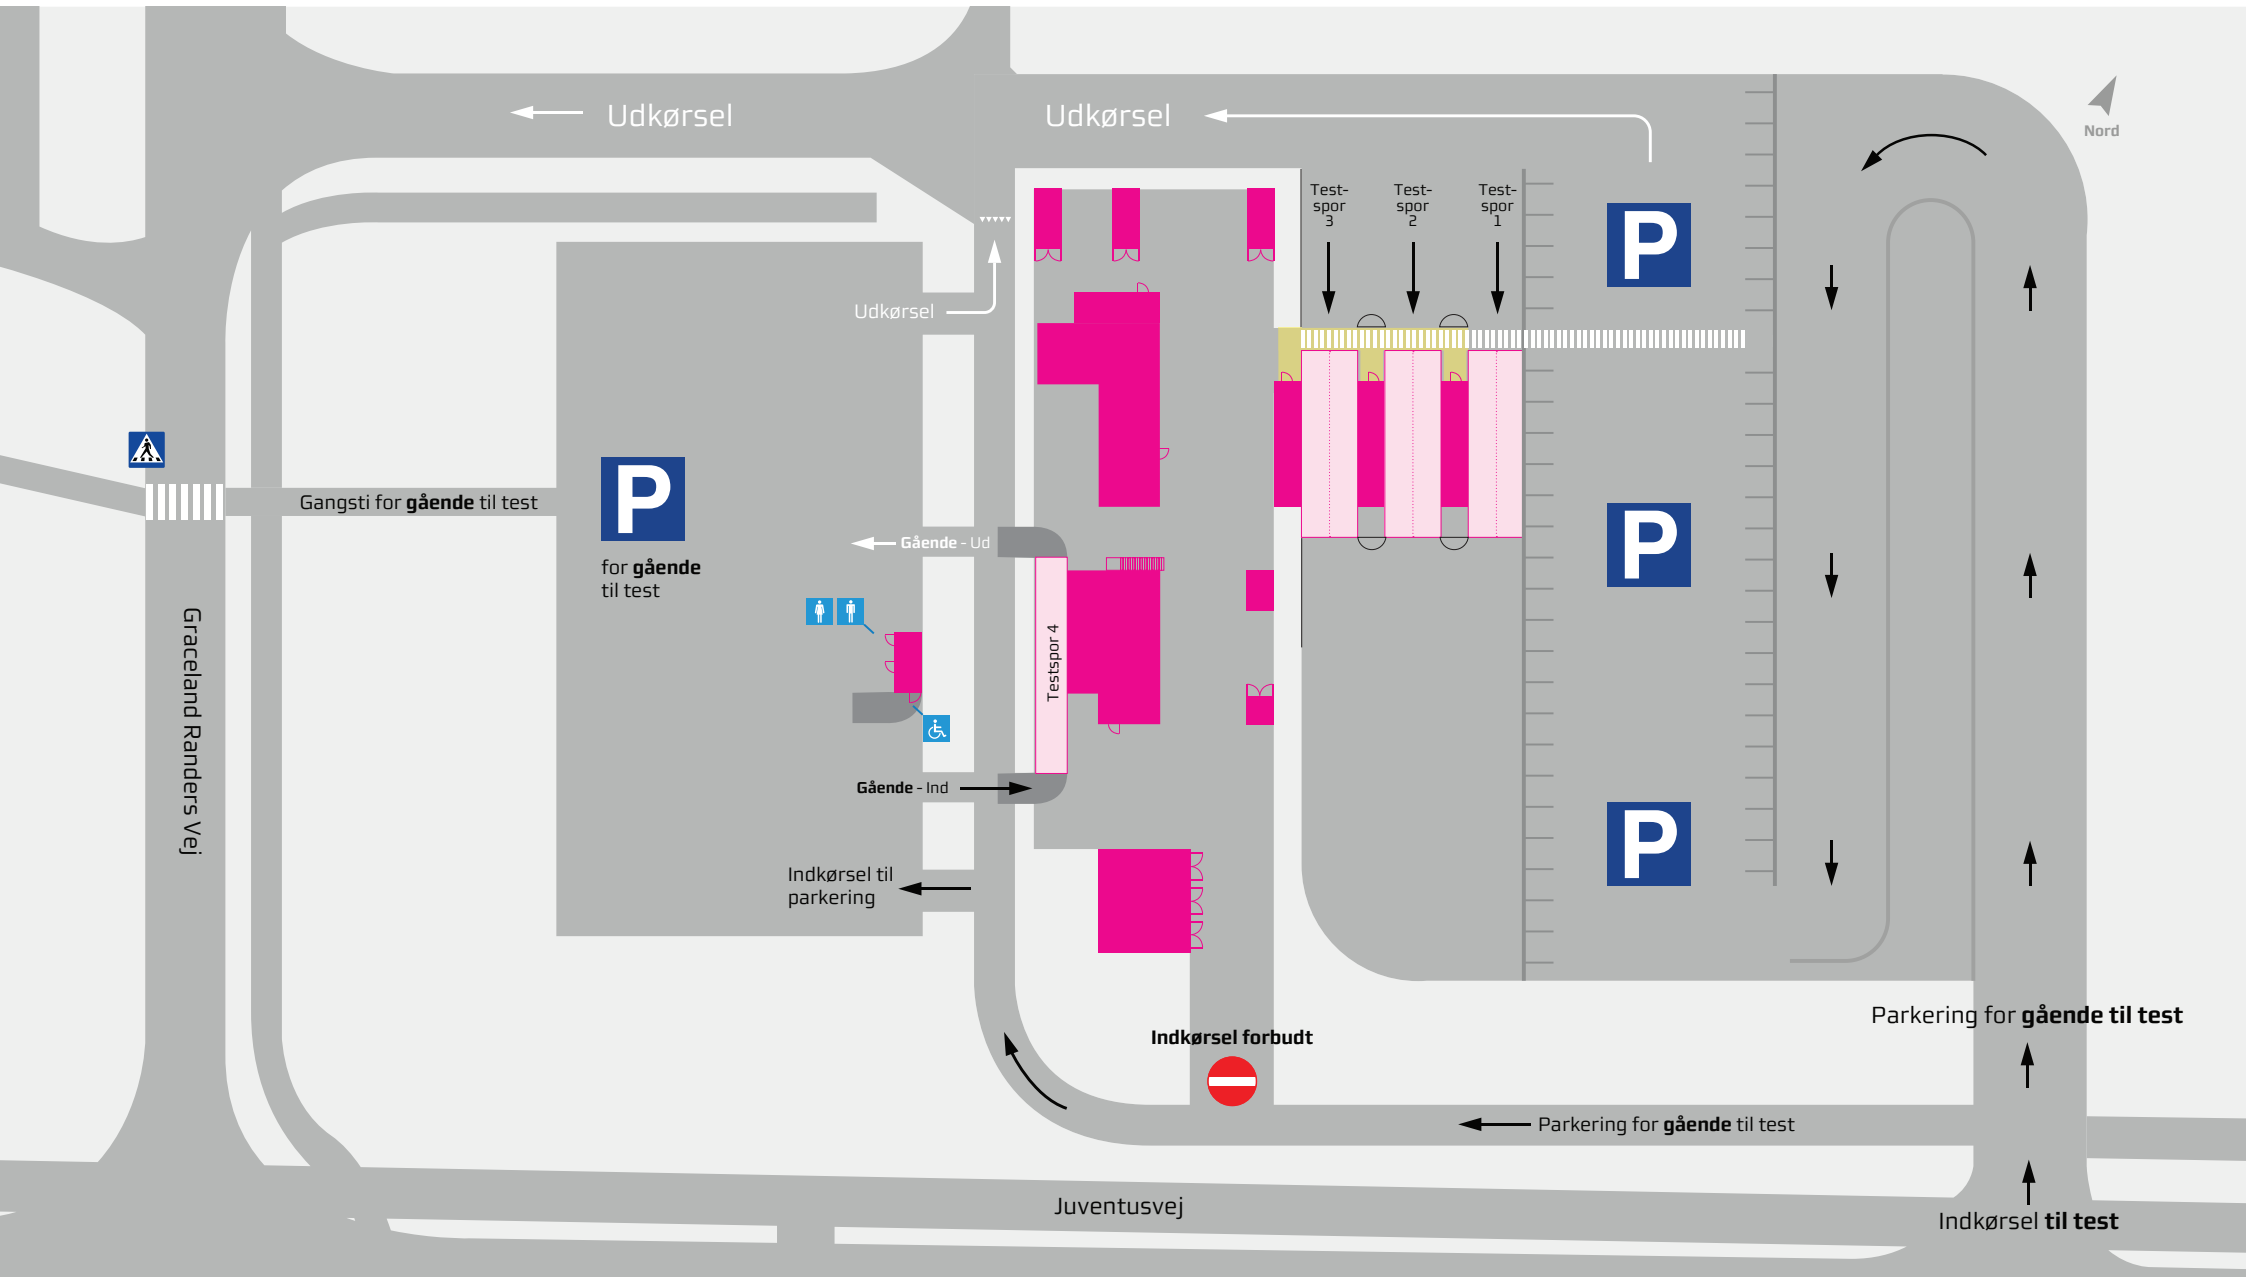 Udkørsel
Udkørsel
Nord
Test-
spor
3
Test-
spor
2
Test-
spor
1
P
Udkørsel
Gangsti for gående til test
P
for gående
til test
Gående - Ud
P
Graceland Randers Vej
Testspor 4
Gående - Ind
Indkørsel til
parkering
P
Parkering for gående til test
Indkørsel forbudt
Parkering for gående til test
Juventusvej
Indkørsel til test